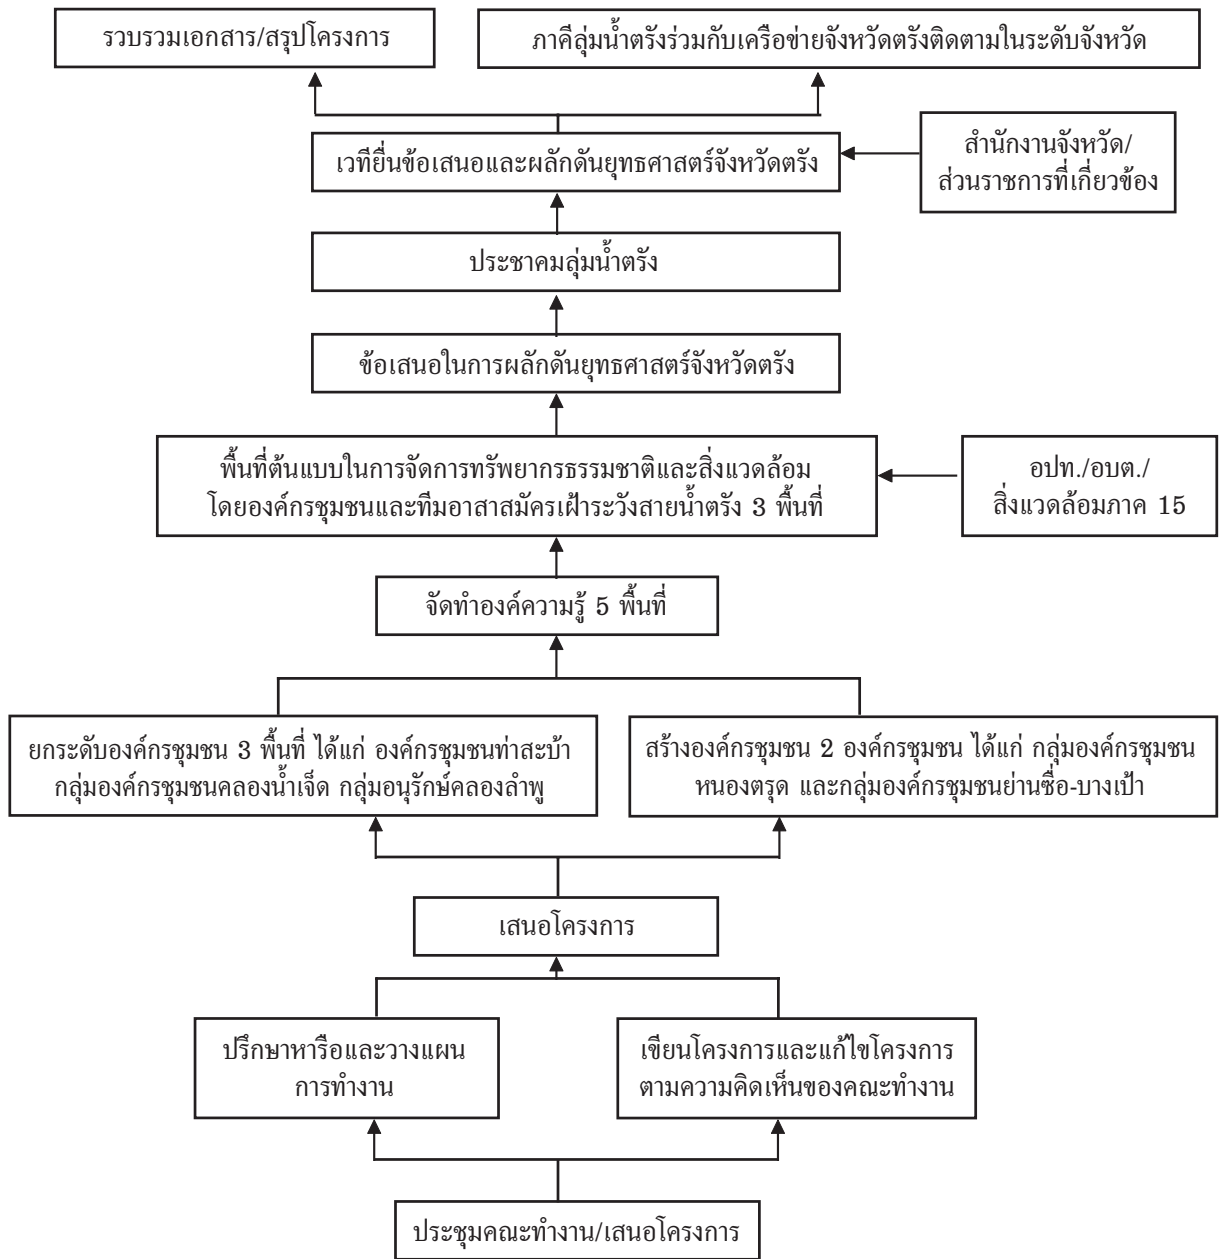 รวบรวมเอกสาร/สรุปโครงการ
ภาคีลุ่มน้ำตรังร่วมกับเครือข่ายจังหวัดตรังติดตามในระดับจังหวัด
เวทียื่นข้อเสนอและผลักดันยุทธศาสตร์จังหวัดตรัง
สำนักงานจังหวัด/
ส่วนราชการที่เกี่ยวข้อง
ประชาคมลุ่มน้ำตรัง
ข้อเสนอในการผลักดันยุทธศาสตร์จังหวัดตรัง
พื้นที่ต้นแบบในการจัดการทรัพยากรธรรมชาติและสิ่งแวดล้อม
โดยองค์กรชุมชนและทีมอาสาสมัครเฝ้าระวังสายน้ำตรัง 3 พื้นที่
อปท./อบต./
สิ่งแวดล้อมภาค 15
จัดทำองค์ความรู้ 5 พื้นที่
ยกระดับองค์กรชุมชน 3 พื้นที่ ได้แก่ องค์กรชุมชนท่าสะบ้า
กลุ่มองค์กรชุมชนคลองน้ำเจ็ด กลุ่มอนุรักษ์คลองลำพู
สร้างองค์กรชุมชน 2 องค์กรชุมชน ได้แก่ กลุ่มองค์กรชุมชน
หนองตรุด และกลุ่มองค์กรชุมชนย่านซื่อ-บางเป้า
เสนอโครงการ
ปรึกษาหารือและวางแผน
การทำงาน
เขียนโครงการและแก้ไขโครงการ
ตามความคิดเห็นของคณะทำงาน
ประชุมคณะทำงาน/เสนอโครงการ